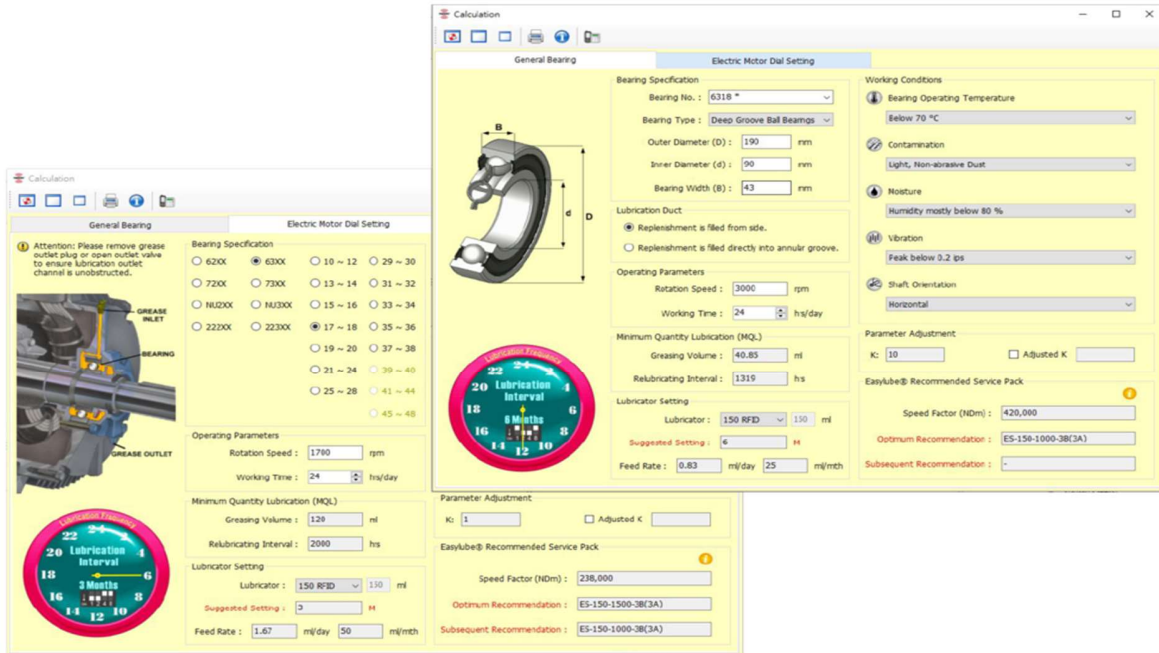 Calculation
General Bearing
Electric Motor Dial Setting
B
d
D
Bearing Specification
Bearing No. : 6318 *
Bearing Type : Deep Groove Ball Bearings
Outer Diameter (D) : 190 mm
Inner Diameter (d) : 90 mm
Bearing Width (B) : 43 mm
Lubrication Duct
Replenishment is filled from side.
Replenishment is filled directly into annular groove.
Operating Parameters
Rotation Speed : 3000 rpm
Working Time : 24 hrs/day
Minimum Quantity Lubrication (MQL)
Greasing Volume : 40.85 ml
Relubricating Interval : 1319 hrs
Lubricator Setting
Lubricator : 150 RFID 150 ml
Suggested Setting : 6 M
Feed Rate : 0.83 ml/day 25 ml/mth
Working Conditions
Bearing Operating Temperature
Below 70 °C
Contamination
Light, Non-abrasive Dust
Moisture
Humidity mostly below 80 %
Vibration
Peak below 0.2 ips
Shaft Orientation
Horizontal
Parameter Adjustment
K: 10 Adjusted K
Easylube® Recommended Service Pack
Speed Factor (NDm) : 420,000
Optimum Recommendation : ES-150-1000-3B(3A)
Subsequent Recommendation : -
Lubrication Frequency
24
22 2
20 4
18 6
16 8
14 10
12
Lubrication
Interval
6 Months
Calculation
General Bearing
Electric Motor Dial Setting
Attention: Please remove grease
outlet plug or open outlet valve
to ensure lubrication outlet
channel is unobstructed.
GREASE
INLET
BEARING
GREASE OUTLET
Bearing Specification
62XX 63XX 10 ~ 12 29 ~ 30
72XX 73XX 13 ~ 14 31 ~ 32
NU2XX NU3XX 15 ~ 16 33 ~ 34
222XX 223XX 17 ~ 18 35 ~ 36
19 ~ 20 37 ~ 38
21 ~ 24 39 ~ 40
25 ~ 28 41 ~ 44
45 ~ 48
Operating Parameters
Rotation Speed : 1700 rpm
Working Time : 24 hrs/day
Minimum Quantity Lubrication (MQL)
Greasing Volume : 120 ml
Relubricating Interval : 2000 hrs
Lubricator Setting
Lubricator : 150 RFID 150 ml
Suggested Setting : 3 M
Feed Rate : 1.67 ml/day 50 ml/mth
Parameter Adjustment
K: 1 Adjusted K
Easylube® Recommended Service Pack
Speed Factor (NDm) : 238,000
Optimum Recommendation : ES-150-1500-3B(3A)
Subsequent Recommendation : ES-150-1000-3B(3A)
Lubrication Frequency
24
22 2
20 4
18 6
16 8
14 10
12
Lubrication
Interval
3 Months